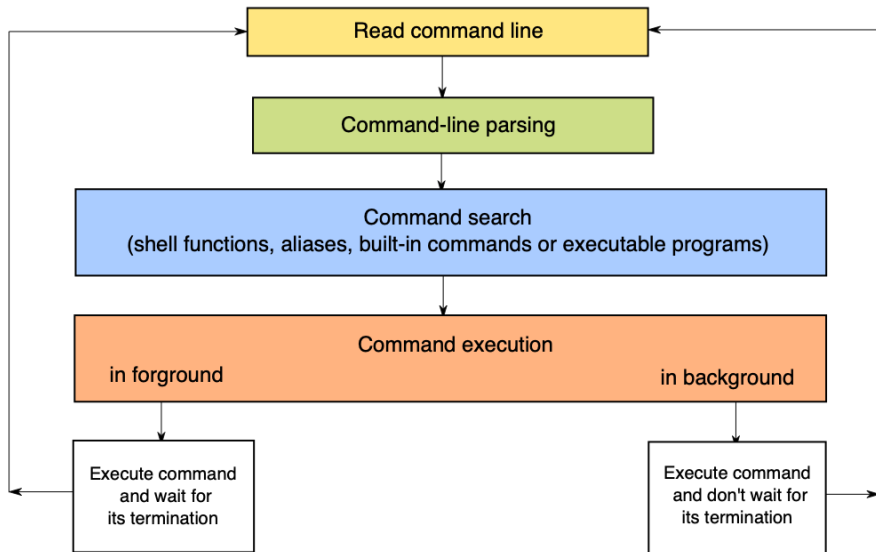 Read command line
Command-line parsing
Command search
(shell functions, aliases, built-in commands or executable programs)
Command execution
in forground
in background
Execute command
and wait for
its termination
Execute command
and don't wait for
its termination